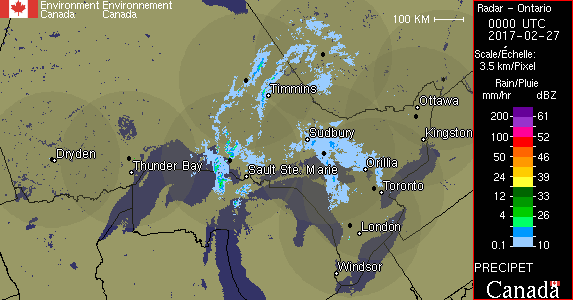 Environment Environnement
Canada Canada
100 KM
Timmins
Ottawa
Sudbury
Kingston
Dryden
Thunder Bay
Sault Ste. Marie
Orillia
Toronto
London
Windsor
Radar - Ontario
0000 UTC
2017-02-27
Scale/Échelle:
3.5 km/Pixel
Rain/Pluie
mm/hr dBZ
200 61
100 52
50 46
24 39
12 33
4 26
1 16
0.1 10
PRECIPET
Canada